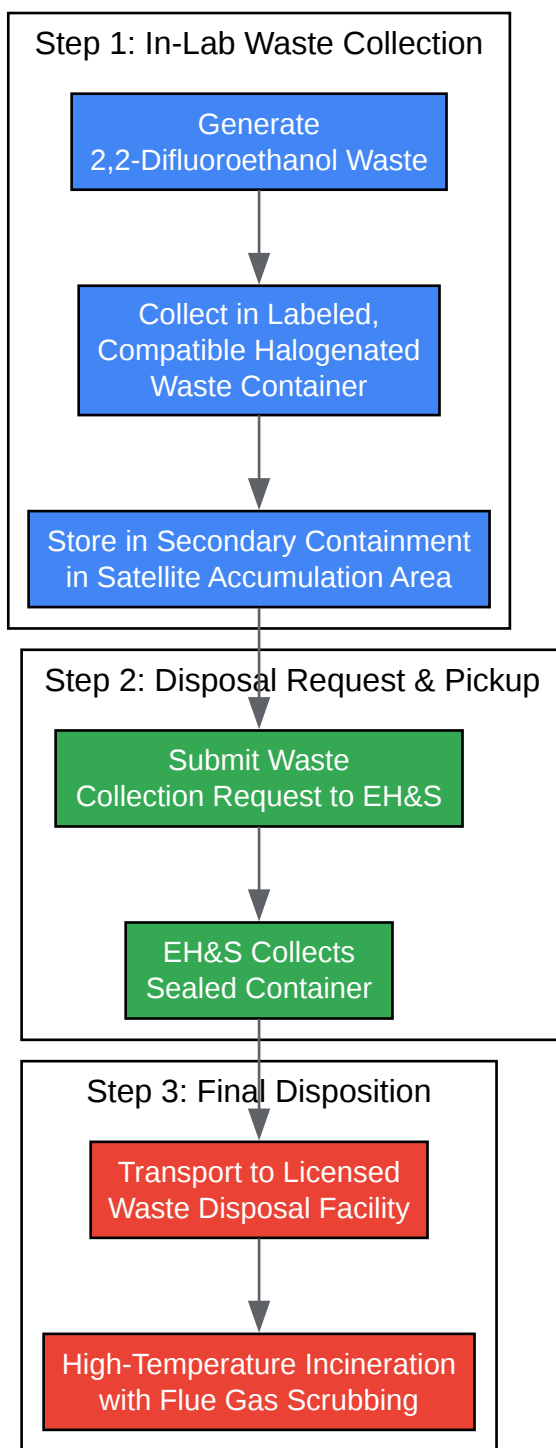 Step 1: In-Lab Waste Collection
Generate
2,2-Difluoroethanol Waste
Collect in Labeled,
Compatible Halogenated
Waste Container
Store in Secondary Containment
in Satellite Accumulation Area
Step 2: Disposal Request & Pickup
Submit Waste
Collection Request to EH&S
EH&S Collects
Sealed Container
Step 3: Final Disposition
Transport to Licensed
Waste Disposal Facility
High-Temperature Incineration
with Flue Gas Scrubbing